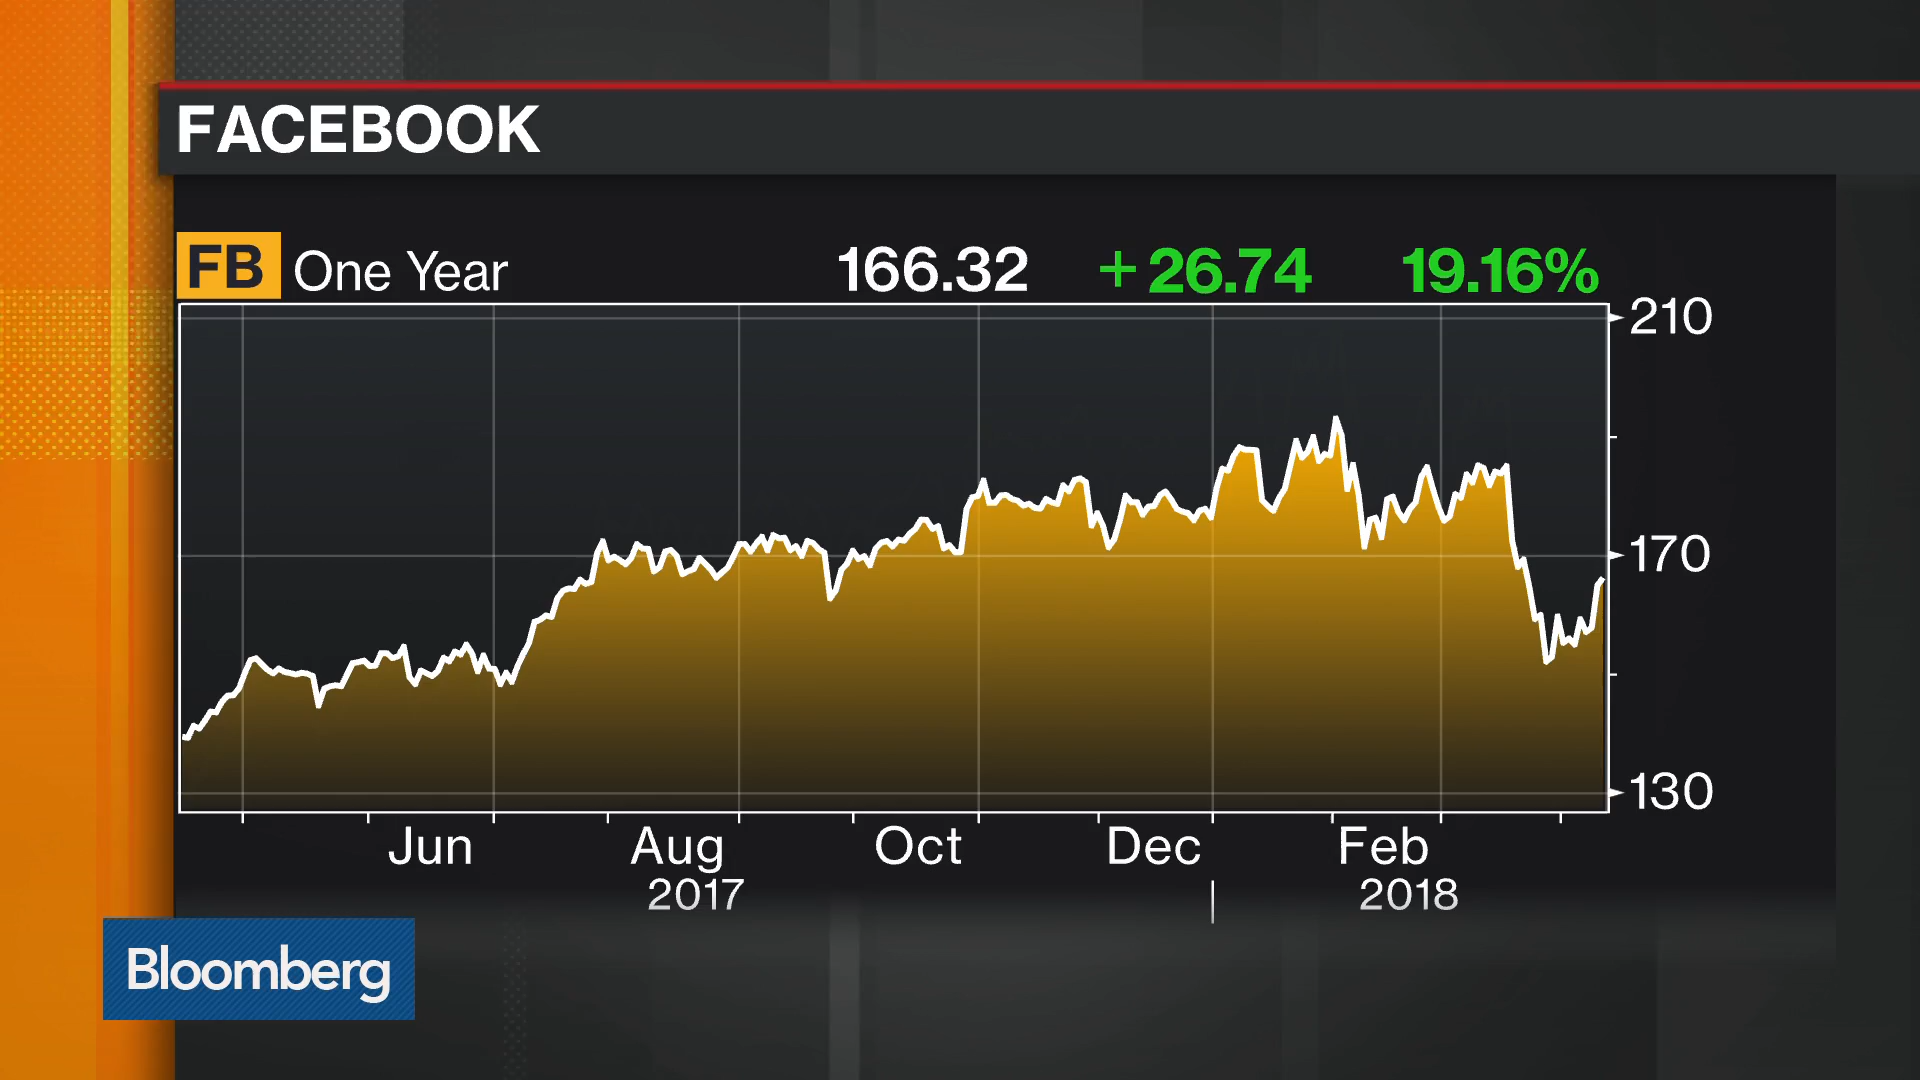 FACEBOOK
FB One Year 166.32 +26.74 19.16%
210
170
130
Jun Aug Oct Dec Feb
2017 2018
Bloomberg